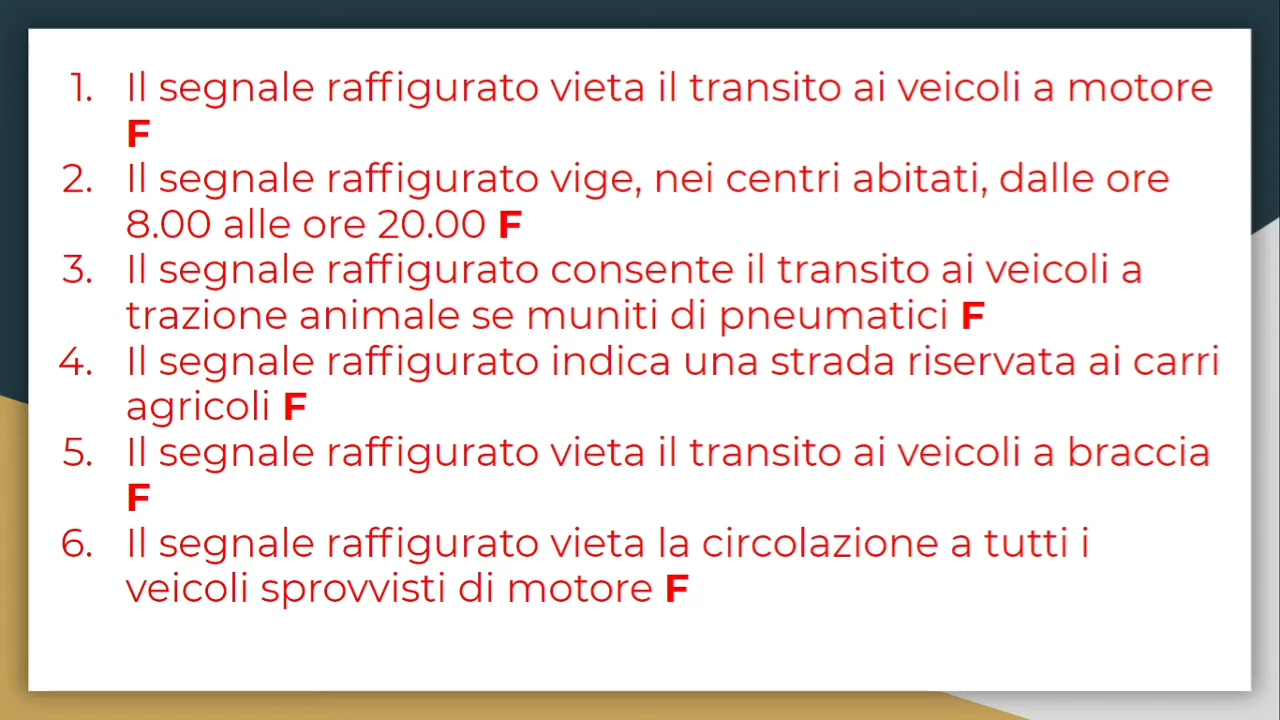 1. Il segnale raffigurato vieta il transito ai veicoli a motore
F
2. Il segnale raffigurato vige, nei centri abitati, dalle ore
8.00 alle ore 20.00 F
3. Il segnale raffigurato consente il transito ai veicoli a
trazione animale se muniti di pneumatici F
4. Il segnale raffigurato indica una strada riservata ai carri
agricoli F
5. Il segnale raffigurato vieta il transito ai veicoli a braccia
F
6. Il segnale raffigurato vieta la circolazione a tutti i
veicoli sprovvisti di motore F